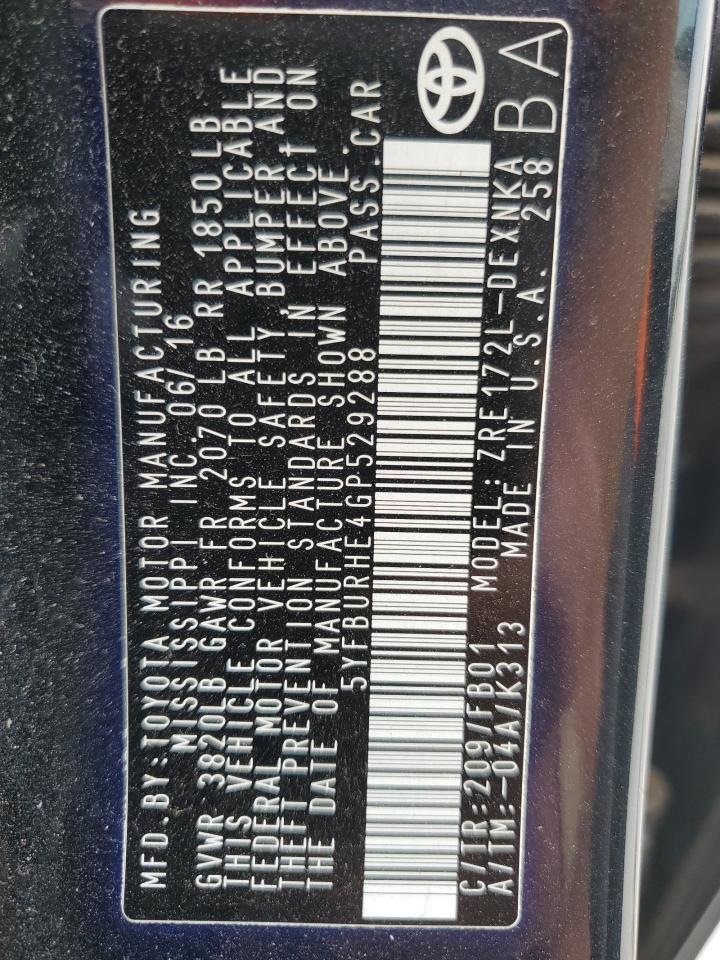 MFD.BY:TOYOTA MOTOR MANUFACTURING
MISSISSIPPI INC. 06/16
GVWR 3820LB GAWR FR 2070 LB RR 1850LB
THIS VEHICLE CONFORMS TO ALL APPLICABLE
FEDERAL MOTOR VEHICLE SAFETY, BUMPER AND
THEFT PREVENTION STANDARDS IN EFFECT ON
THE DATE OF MANUFACTURE SHOWN ABOVE.
5YFBURHE4GP529288 PASS.CAR
C/TR:209/FB01 MODEL:ZRE172L-DEXNKA
A/TM:-04A/K313 MADE IN U.S.A. 258
BA